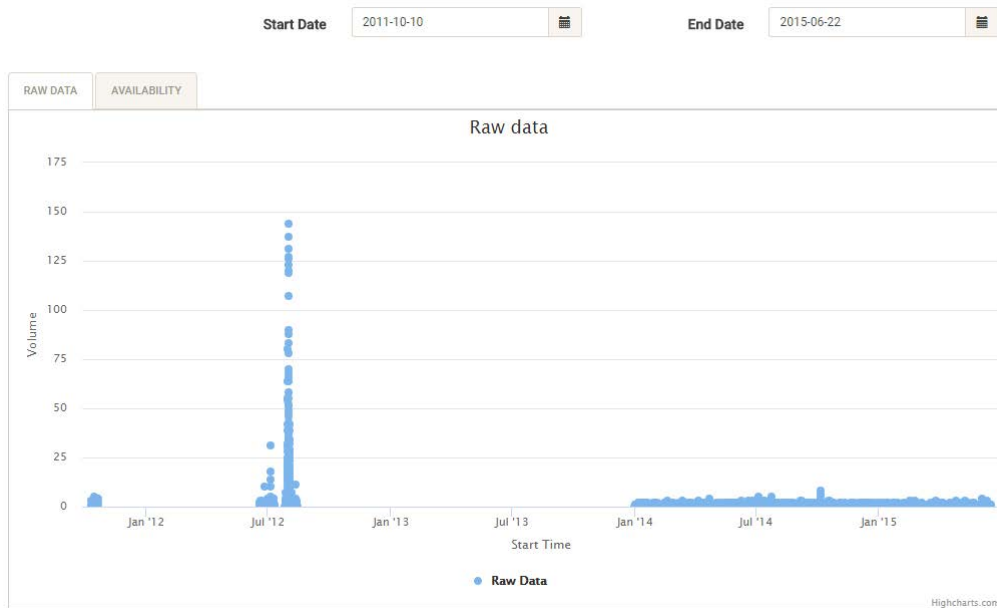 Start Date 2011-10-10 End Date 2015-06-22
RAW DATA AVAILABILITY
Raw data
175
150
125
100
75
50
25
0
Volume
Jan '12 Jul '12 Jan '13 Jul '13 Jan '14 Jul '14 Jan '15
Start Time
Raw Data
Highcharts.com